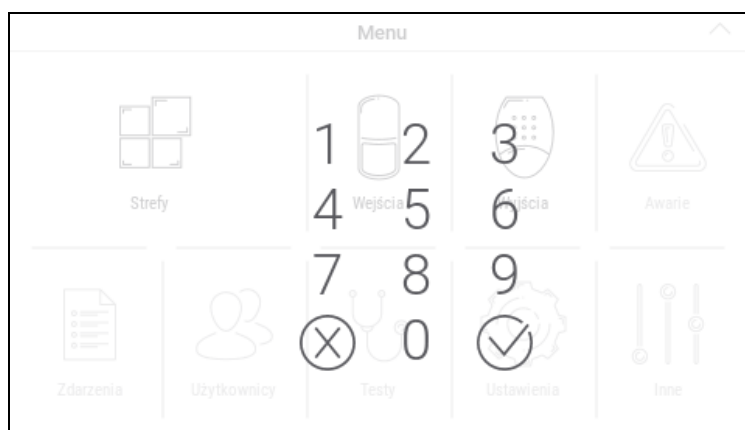 Menu
1 2 3
Strefy Wejścia Wyjścia Awarie
4 5 6
7 8 9
0
Zdarzenia Użytkownicy Testy Ustawienia Inne